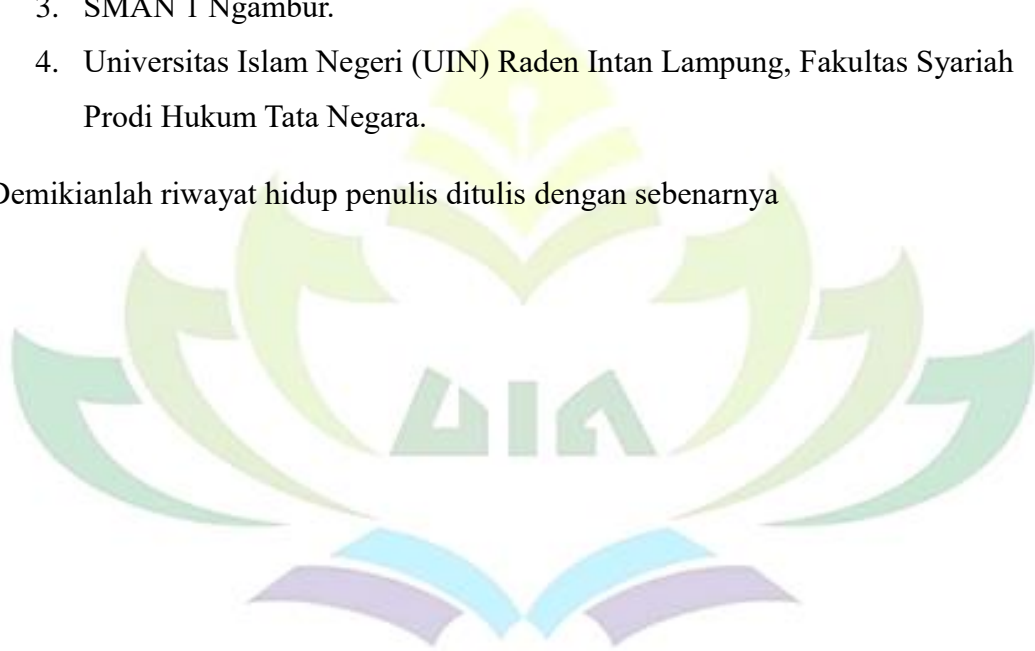 3. SMAN 1 Ngambur.
4. Universitas Islam Negeri (UIN) Raden Intan Lampung, Fakultas Syariah
Prodi Hukum Tata Negara.
Demikianlah riwayat hidup penulis ditulis dengan sebenarnya
UIN